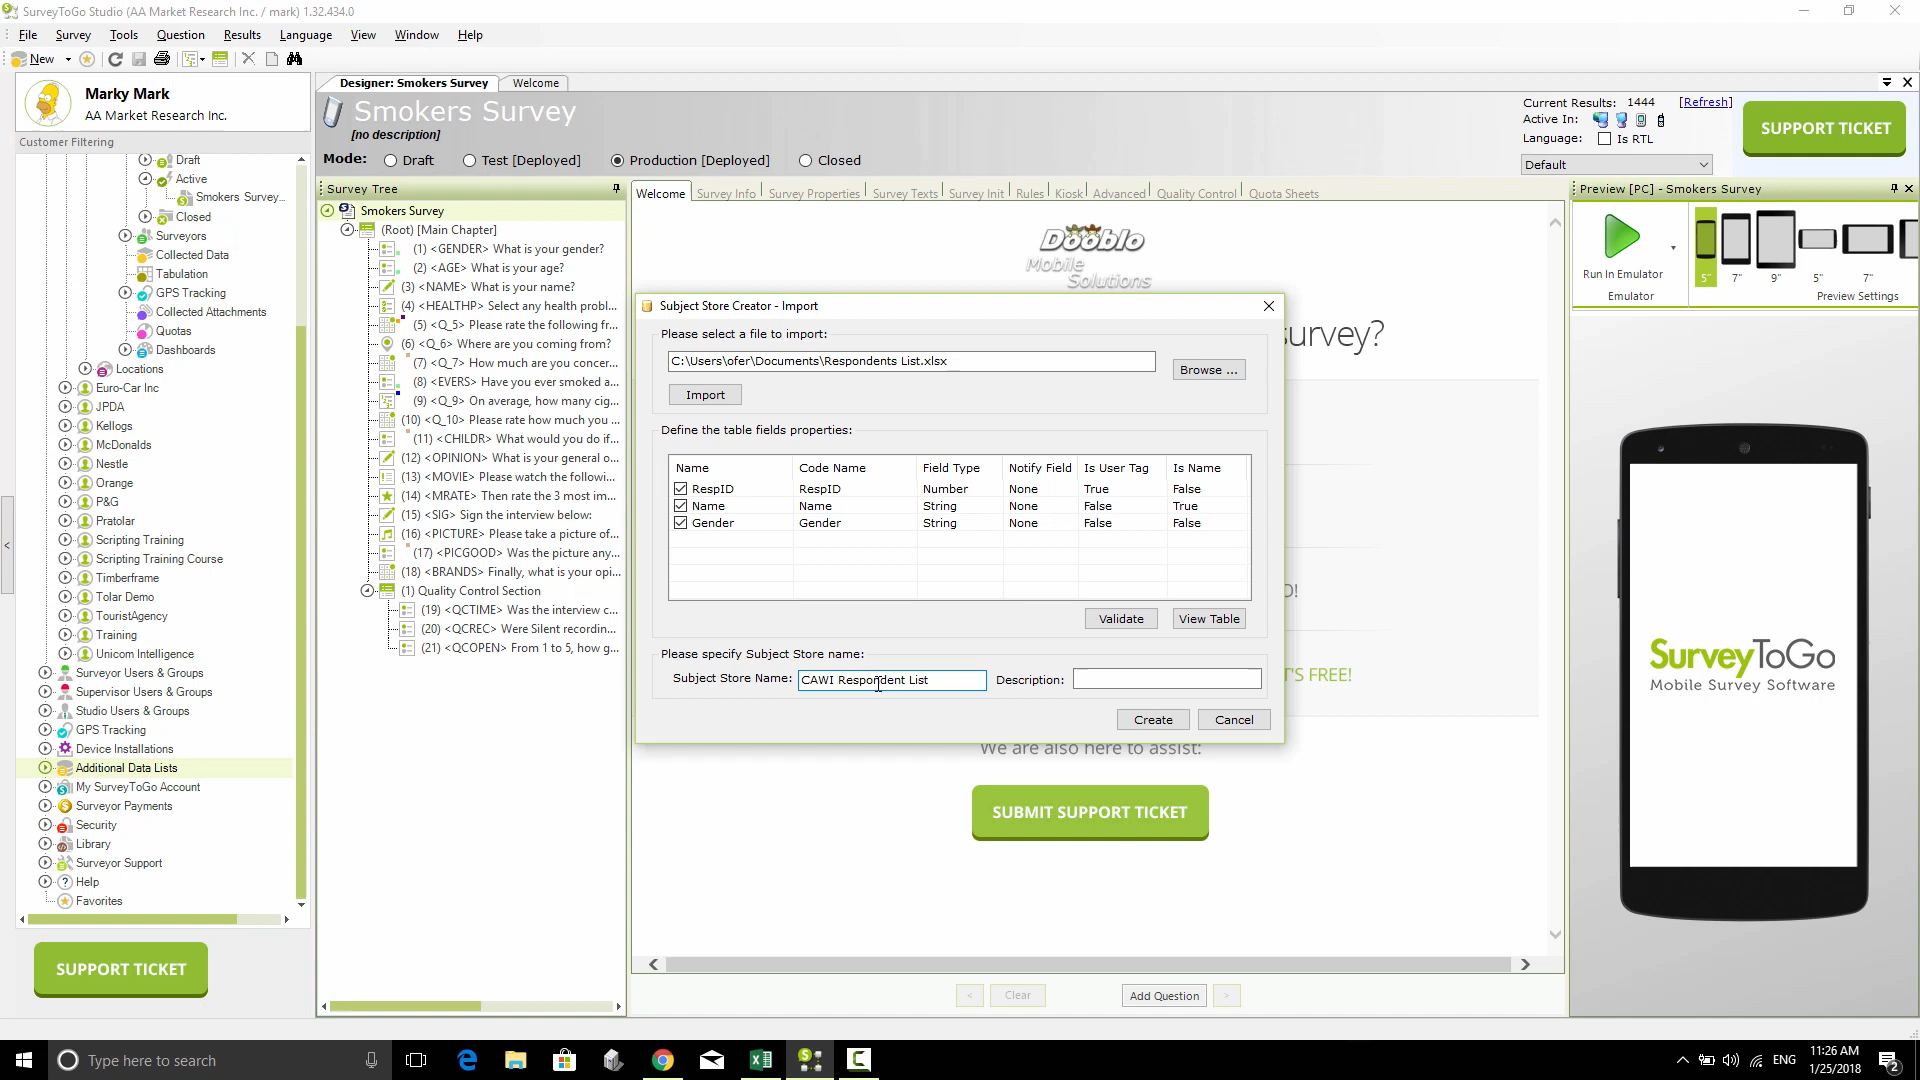 SurveyToGo Studio (AA Market Research Inc. / mark) 1.32.434.0
File Survey Tools Question Results Language View Window Help
New
Marky Mark
AA Market Research Inc.
Customer Filtering
Draft
Active
Smokers Survey...
Closed
Surveyors
Collected Data
Tabulation
GPS Tracking
Collected Attachments
Quotas
Dashboards
Locations
Euro-Car Inc
JPDA
Kellogs
McDonalds
Nestle
Orange
P&G
Pratolar
Scripting Training
Scripting Training Course
Timberframe
Tolar Demo
TouristAgency
Training
Unicom Intelligence
Surveyor Users & Groups
Supervisor Users & Groups
Studio Users & Groups
GPS Tracking
Device Installations
Additional Data Lists
My SurveyToGo Account
Surveyor Payments
Security
Library
Surveyor Support
Help
Favorites
SUPPORT TICKET
Designer: Smokers Survey Welcome
Smokers Survey
[no description]
Mode: Draft Test [Deployed] Production [Deployed] Closed
Current Results: 1444 [Refresh]
Active In:
Language: Is RTL
Default
SUPPORT TICKET
Survey Tree
Smokers Survey
(Root) [Main Chapter]
(1) <GENDER> What is your gender?
(2) <AGE> What is your age?
(3) <NAME> What is your name?
(4) <HEALTHP> Select any health probl...
(5) <Q_5> Please rate the following fr...
(6) <Q_6> Where are you coming from?
(7) <Q_7> How much are you concer...
(8) <EVERS> Have you ever smoked a...
(9) <Q_9> On average, how many cig...
(10) <Q_10> Please rate how much you ...
(11) <CHILDR> What would you do if...
(12) <OPINION> What is your general o...
(13) <MOVIE> Please watch the followi...
(14) <MRATE> Then rate the 3 most im...
(15) <SIG> Sign the interview below:
(16) <PICTURE> Please take a picture of...
(17) <PICGOOD> Was the picture any...
(18) <BRANDS> Finally, what is your opi...
(1) Quality Control Section
(19) <QCTIME> Was the interview c...
(20) <QCREC> Were Silent recordin...
(21) <QCOPEN> From 1 to 5, how g...
Welcome Survey Info Survey Properties Survey Texts Survey Init Rules Kiosk Advanced Quality Control Quota Sheets
Dooblo
Mobile
Solutions
survey?
O!
T'S FREE!
We are also here to assist:
SUBMIT SUPPORT TICKET
< Clear Add Question >
Subject Store Creator - Import
Please select a file to import:
C:\Users\ofer\Documents\Respondents List.xlsx
Browse ...
Import
Define the table fields properties:
Name Code Name Field Type Notify Field Is User Tag Is Name
RespID RespID Number None True False
Name Name String None False True
Gender Gender String None False False
Validate View Table
Please specify Subject Store name:
Subject Store Name: CAWI Respondent List Description:
Create Cancel
Preview [PC] - Smokers Survey
Run In Emulator
5" 7" 9" 5" 7"
Emulator Preview Settings
SurveyToGo
Mobile Survey Software
Type here to search
ENG
11:26 AM
1/25/2018
2